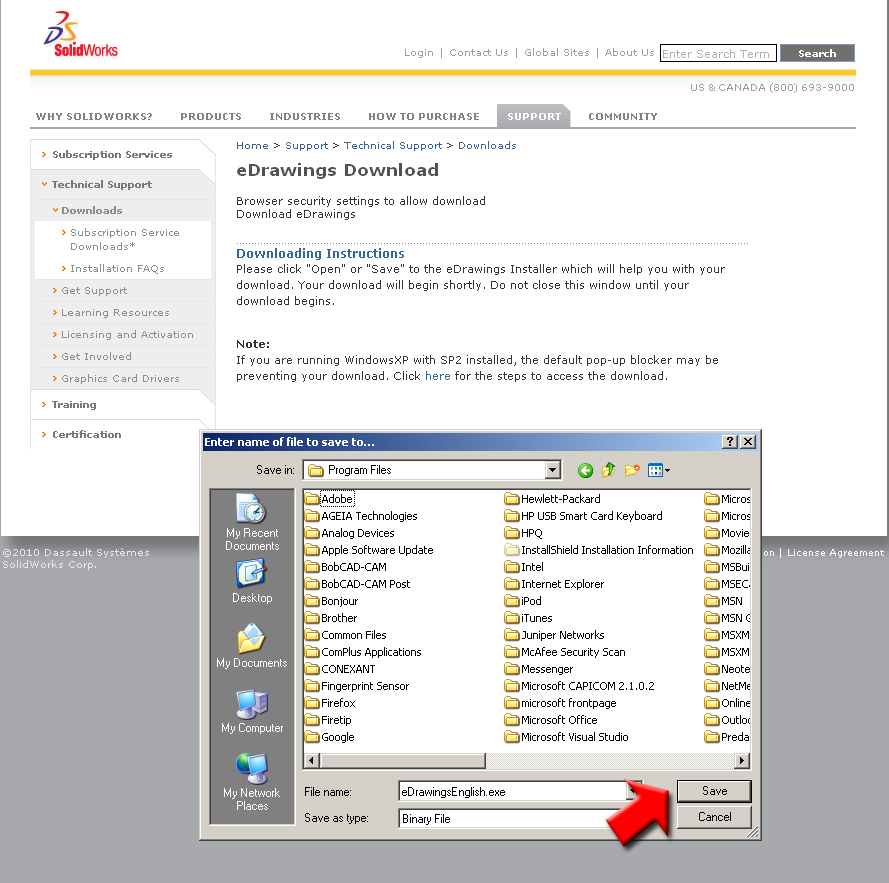 SolidWorks
Login | Contact Us | Global Sites | About Us Enter Search Term Search
US & CANADA (800) 693-9000
WHY SOLIDWORKS? PRODUCTS INDUSTRIES HOW TO PURCHASE SUPPORT COMMUNITY
Subscription Services
Technical Support
Downloads
Subscription Service
Downloads*
Installation FAQs
Get Support
Learning Resources
Licensing and Activation
Get Involved
Graphics Card Drivers
Training
Certification
Home > Support > Technical Support > Downloads
eDrawings Download
Browser security settings to allow download
Download eDrawings
Downloading Instructions
Please click "Open" or "Save" to the eDrawings Installer which will help you with your
download. Your download will begin shortly. Do not close this window until your
download begins.
Note:
If you are running WindowsXP with SP2 installed, the default pop-up blocker may be
preventing your download. Click here for the steps to access the download.
Enter name of file to save to...
Save in: Program Files
My Recent
Documents
Desktop
My Documents
My Computer
My Network
Places
Adobe
AGEIA Technologies
Analog Devices
Apple Software Update
BobCAD-CAM
BobCAD-CAM Post
Bonjour
Brother
Common Files
ComPlus Applications
CONEXANT
Fingerprint Sensor
Firefox
Firetip
Google
Hewlett-Packard
HP USB Smart Card Keyboard
HPQ
InstallShield Installation Information
Intel
Internet Explorer
iPod
iTunes
Juniper Networks
McAfee Security Scan
Messenger
Microsoft CAPICOM 2.1.0.2
microsoft frontpage
Microsoft Office
Microsoft Visual Studio
Micros
Micros
Movie
Mozilla
MSBui
MSECa
MSN
MSN G
MSXM
MSXM
Neote
NetMe
Online
Outloo
Preda
File name: eDrawingsEnglish.exe Save
Save as type: Binary File Cancel
©2010 Dassault Systèmes
SolidWorks Corp.
on | License Agreement